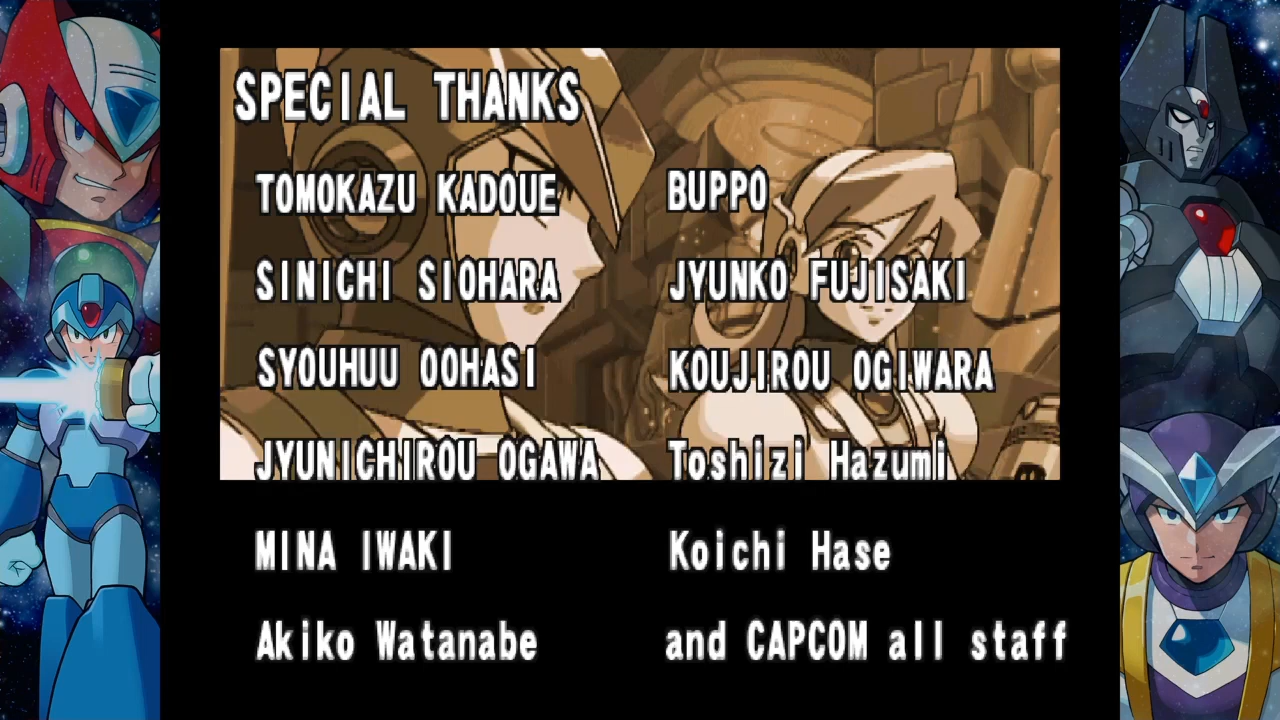 SPECIAL THANKS
TOMOKAZU KADOUE BUPPO
SINICHI SIOHARA JYUNKO FUJISAKI
SYOUHUU OOHASI KOUJIROU OGIWARA
JYUNICHIROU OGAWA Toshizi Hazumi
MINA IWAKI Koichi Hase
Akiko Watanabe and CAPCOM all staff